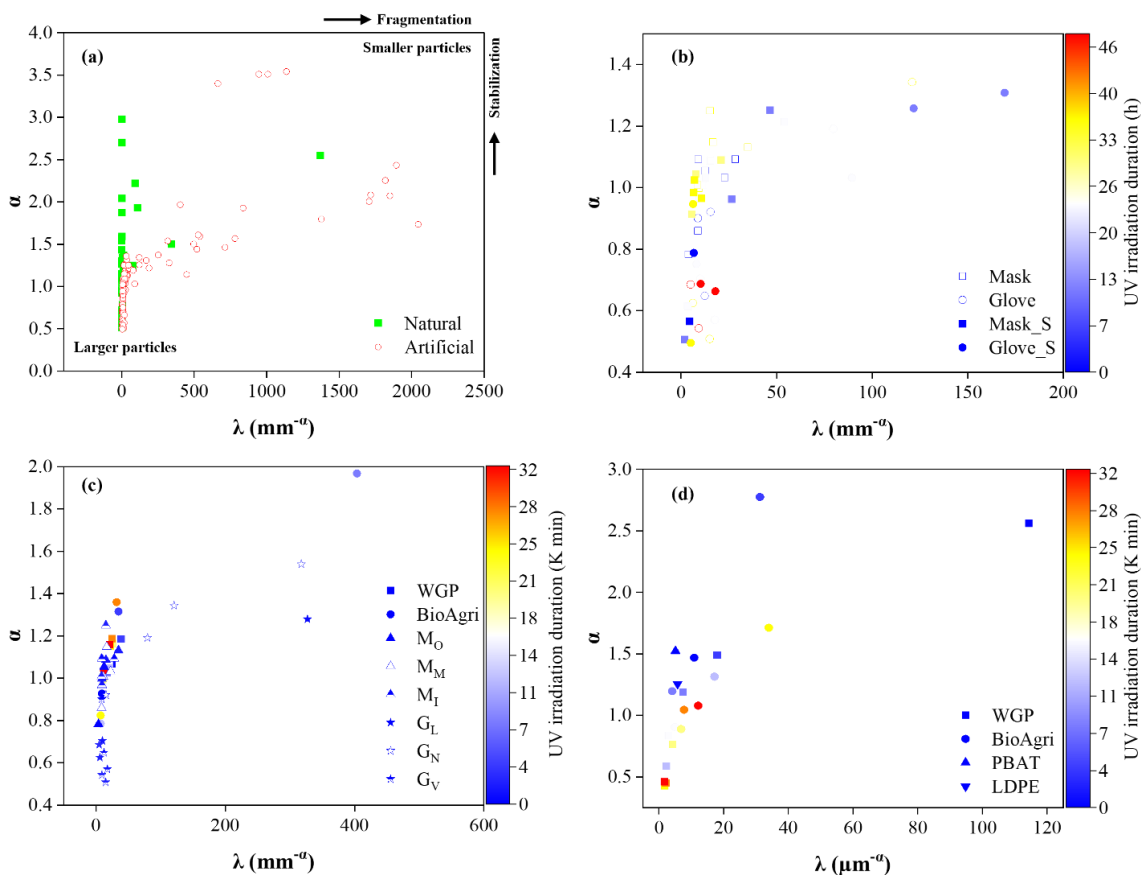 Fragmentation
(a)
Smaller particles
Stabilization
4.0
3.5
3.0
2.5
2.0
1.5
1.0
0.5
0.0
α
Natural
Artificial
Larger particles
0
500
1000
1500
2000
2500
λ (mm-α)
(b)
1.4
1.2
1.0
0.8
0.6
0.4
α
Mask
Glove
Mask_S
Glove_S
0
50
100
150
200
λ (mm-α)
46
40
33
26
20
13
7
0
UV irradiation duration (h)
(c)
2.0
1.8
1.6
1.4
1.2
1.0
0.8
0.6
0.4
α
WGP
BioAgri
MO
MM
MI
GL
GN
GV
0
200
400
600
λ (mm-α)
32
28
25
21
18
14
11
7
4
0
UV irradiation duration (K min)
(d)
3.0
2.5
2.0
1.5
1.0
0.5
α
WGP
BioAgri
PBAT
LDPE
0
20
40
60
80
100
120
λ (µm-α)
32
28
25
21
18
14
11
7
4
0
UV irradiation duration (K min)